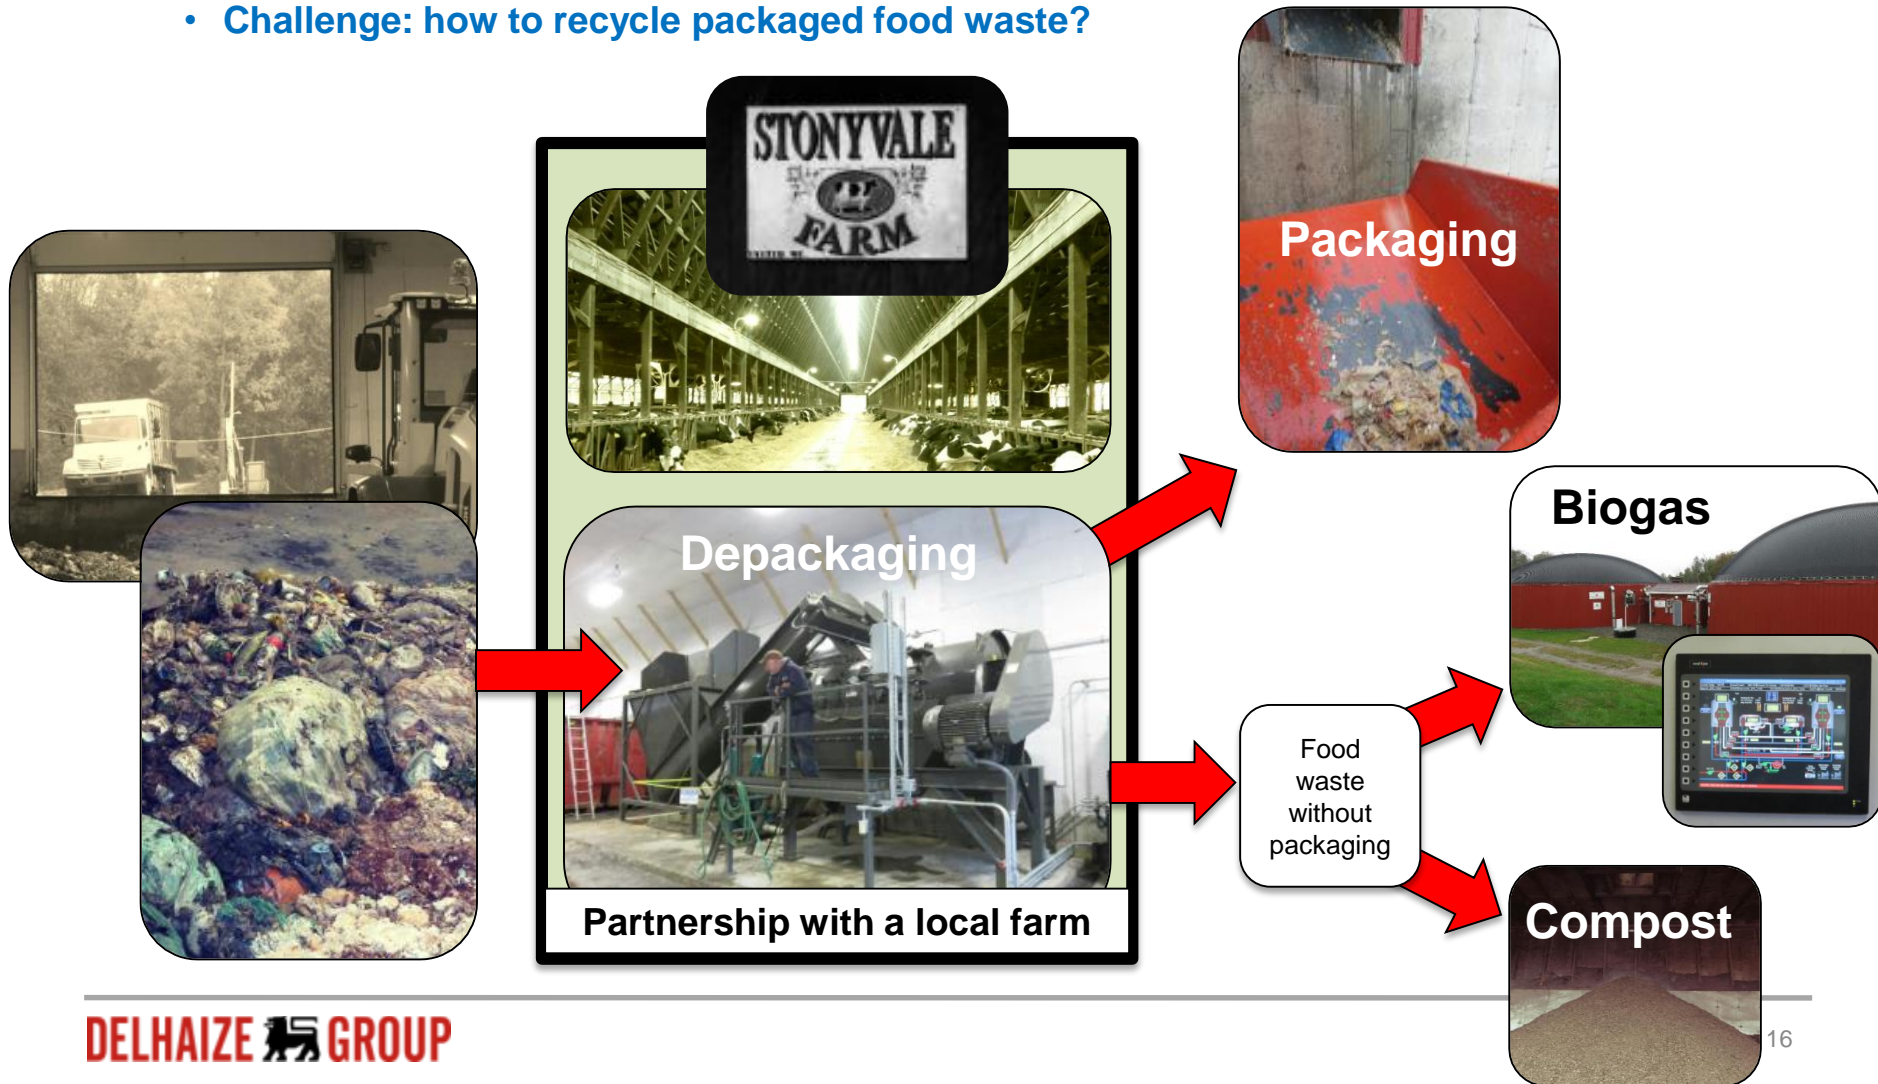 • Challenge: how to recycle packaged food waste?
STONYVALE
FARM
Packaging
Depackaging
Biogas
Food
waste
without
packaging
Partnership with a local farm
Compost
DELHAIZE GROUP
16